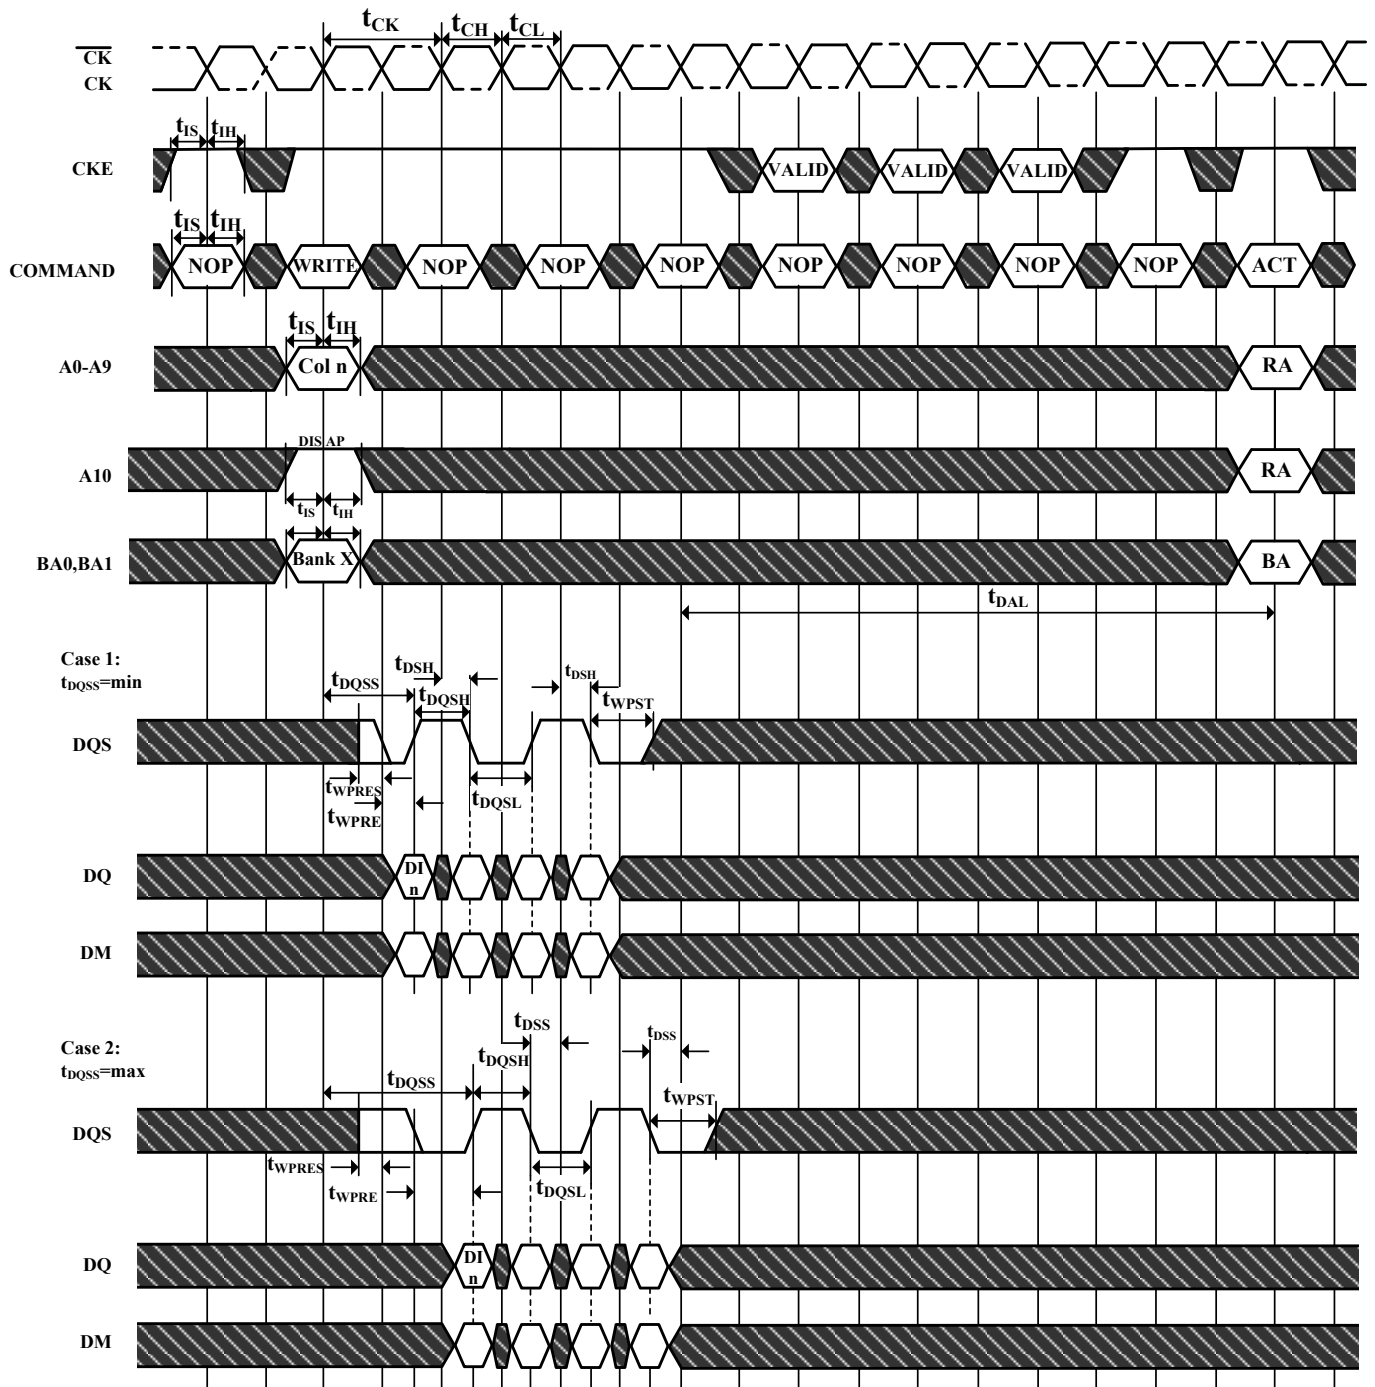 tCK tCH tCL
CK
CK
tIS tIH
CKE VALID VALID VALID
tIS tIH
COMMAND NOP WRITE NOP NOP NOP NOP NOP NOP NOP ACT
tIS tIH
A0-A9 Col n RA
DIS AP
A10 RA
tIS tIH
BA0,BA1 Bank X BA
tDAL
Case 1:
tDQSS=min
tDSH tDSH
tDQSS tDQSH tWPST
DQS
tWPRES tDQSL
tWPRE
DQ DI
n
DM
tDSS tDSS
Case 2:
tDQSS=max
tDQSH
tDQSS tWPST
DQS
tWPRES tDQSL
tWPRE
DQ DI
n
DM